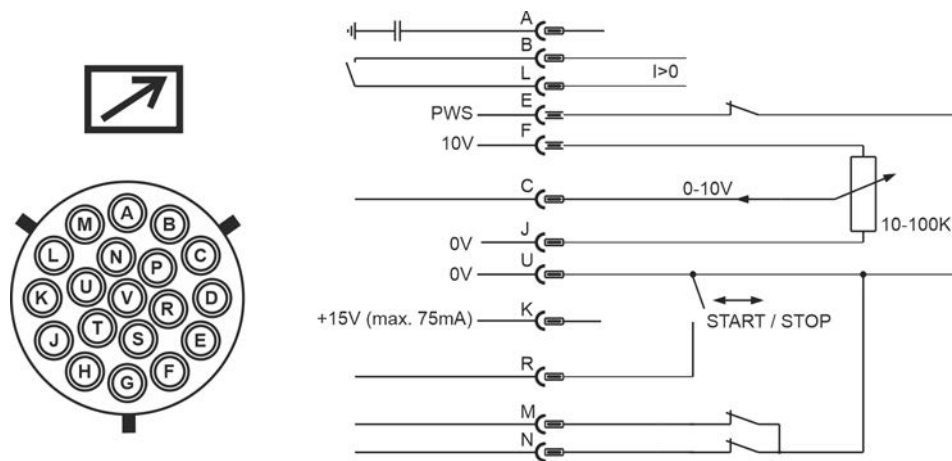 A
B
M
L
N
P
C
K
U
V
R
D
J
T
S
E
H
G
F
A
B
L
I>0
PWS
E
10V
F
C
0-10V
10-100K
0V
J
0V
U
+15V (max. 75mA)
K
START / STOP
R
M
N